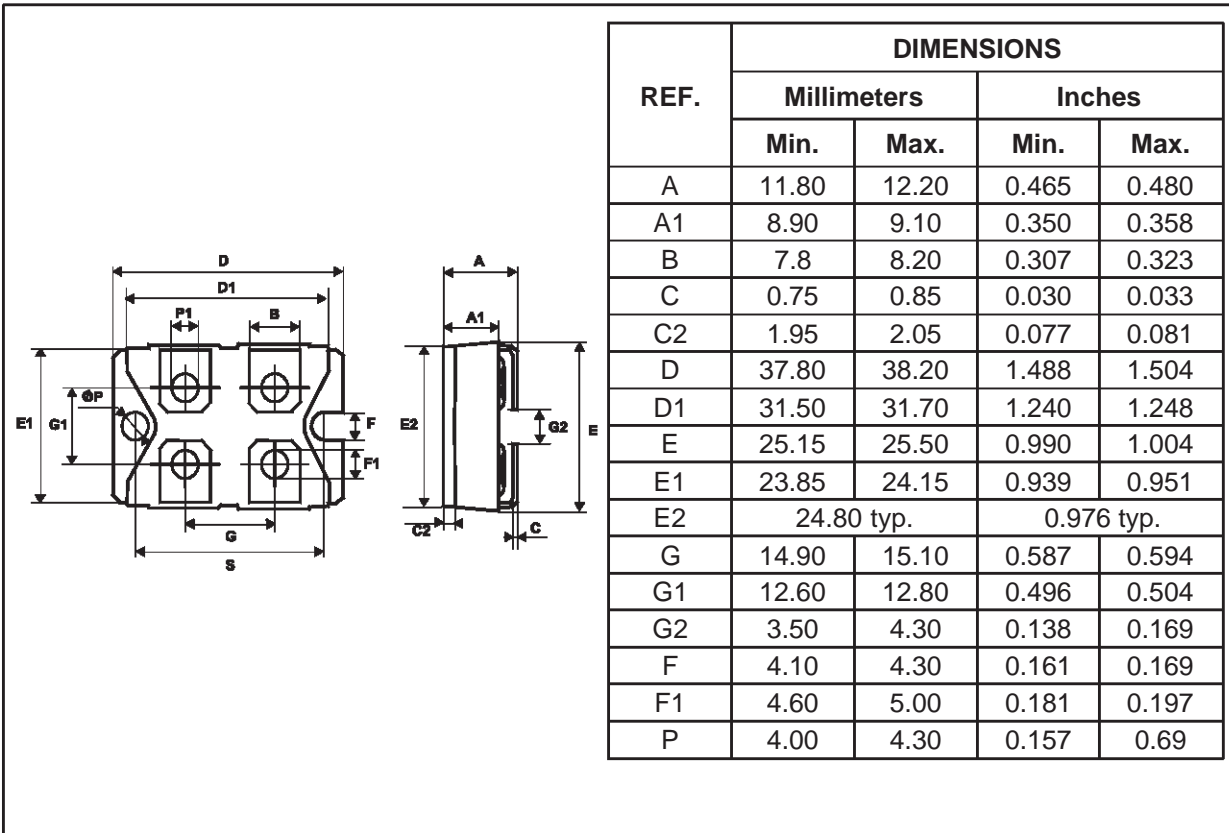 D
D1
P1
B
ØP
E1
G1
F
F1
G
S
A
A1
E2
G2
E
C2
C
REF. DIMENSIONS
Millimeters Inches
Min. Max. Min. Max.
A 11.80 12.20 0.465 0.480
A1 8.90 9.10 0.350 0.358
B 7.8 8.20 0.307 0.323
C 0.75 0.85 0.030 0.033
C2 1.95 2.05 0.077 0.081
D 37.80 38.20 1.488 1.504
D1 31.50 31.70 1.240 1.248
E 25.15 25.50 0.990 1.004
E1 23.85 24.15 0.939 0.951
E2 24.80 typ. 0.976 typ.
G 14.90 15.10 0.587 0.594
G1 12.60 12.80 0.496 0.504
G2 3.50 4.30 0.138 0.169
F 4.10 4.30 0.161 0.169
F1 4.60 5.00 0.181 0.197
P 4.00 4.30 0.157 0.69